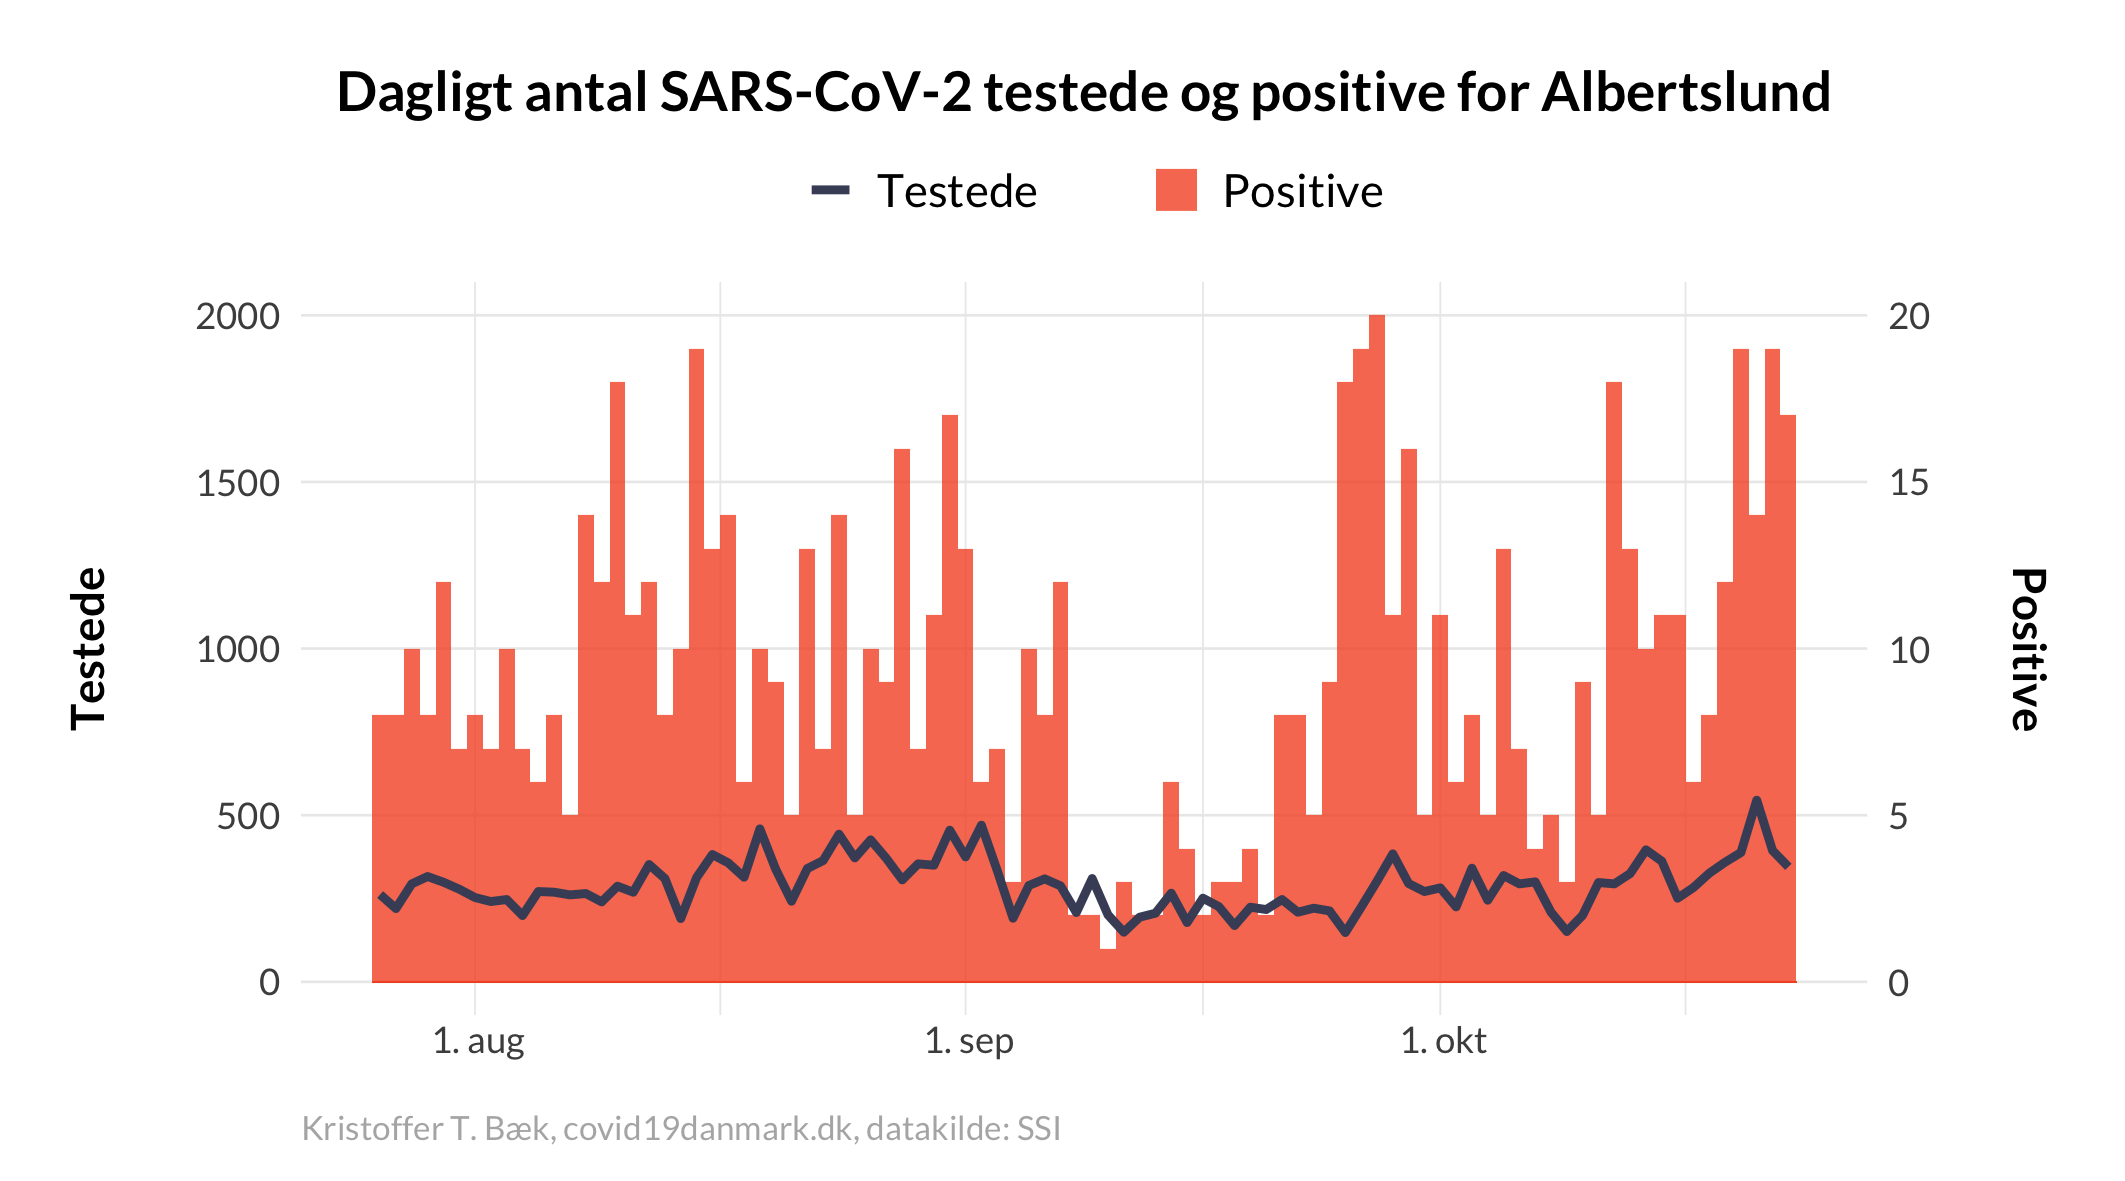 Dagligt antal SARS-CoV-2 testede og positive for Albertslund
Testede
Positive
2000
1500
1000
500
0
20
15
10
5
0
Testede
Positive
1. aug
1. sep
1. okt
Kristoffer T. Bæk, covid19danmark.dk, datakilde: SSI